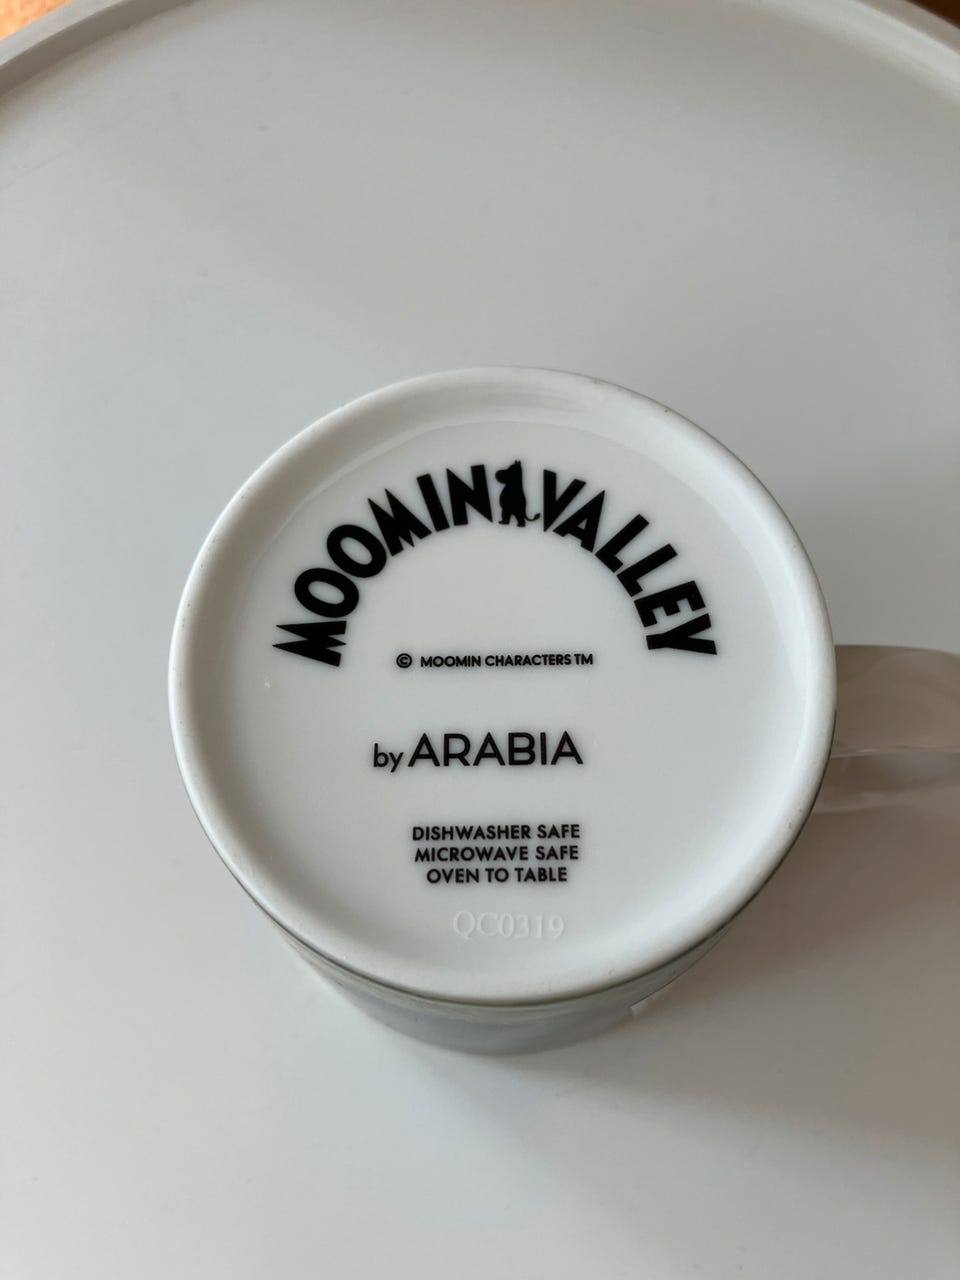 MOOMINVALLEY
© MOOMIN CHARACTERS TM
by ARABIA
DISHWASHER SAFE
MICROWAVE SAFE
OVEN TO TABLE
QC0319